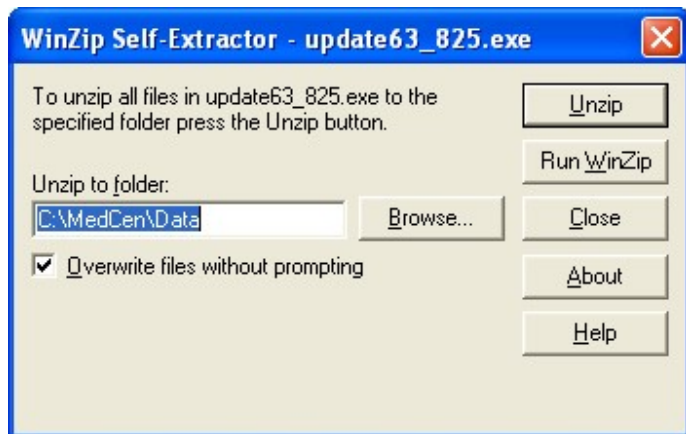 WinZip Self-Extractor - update63_825.exe
To unzip all files in update63_825.exe to the
specified folder press the Unzip button.
Unzip to folder:
C:\MedCen\Data
Browse...
Overwrite files without prompting
Unzip
Run WinZip
Close
About
Help